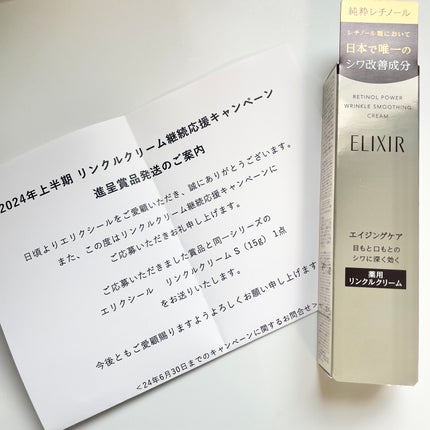 2024年上半期 リンクルクリーム継続応援キャンペーン
進呈賞品発送のご案内
日頃よりエリクシールをご愛顧いただき、誠にありがとうございます。
また、この度はリンクルクリーム継続応援キャンペーンに
ご応募いただきお礼申し上げます。
ご応募いただきました賞品と同一シリーズの
エリクシール リンクルクリーム S（15g）1点
をお送りいたします。
今後ともご愛顧賜りますようよろしくお願い申し上げます
＜24年6月30日までのキャンペーンに関するお問合せ＞
純粋レチノール
レチノール類において
日本で唯一の
シワ改善成分
RETINOL POWER
WRINKLE SMOOTHING
CREAM
ELIXIR
エイジングケア
目もと口もとの
シワに深く効く
薬用
リンクルクリーム